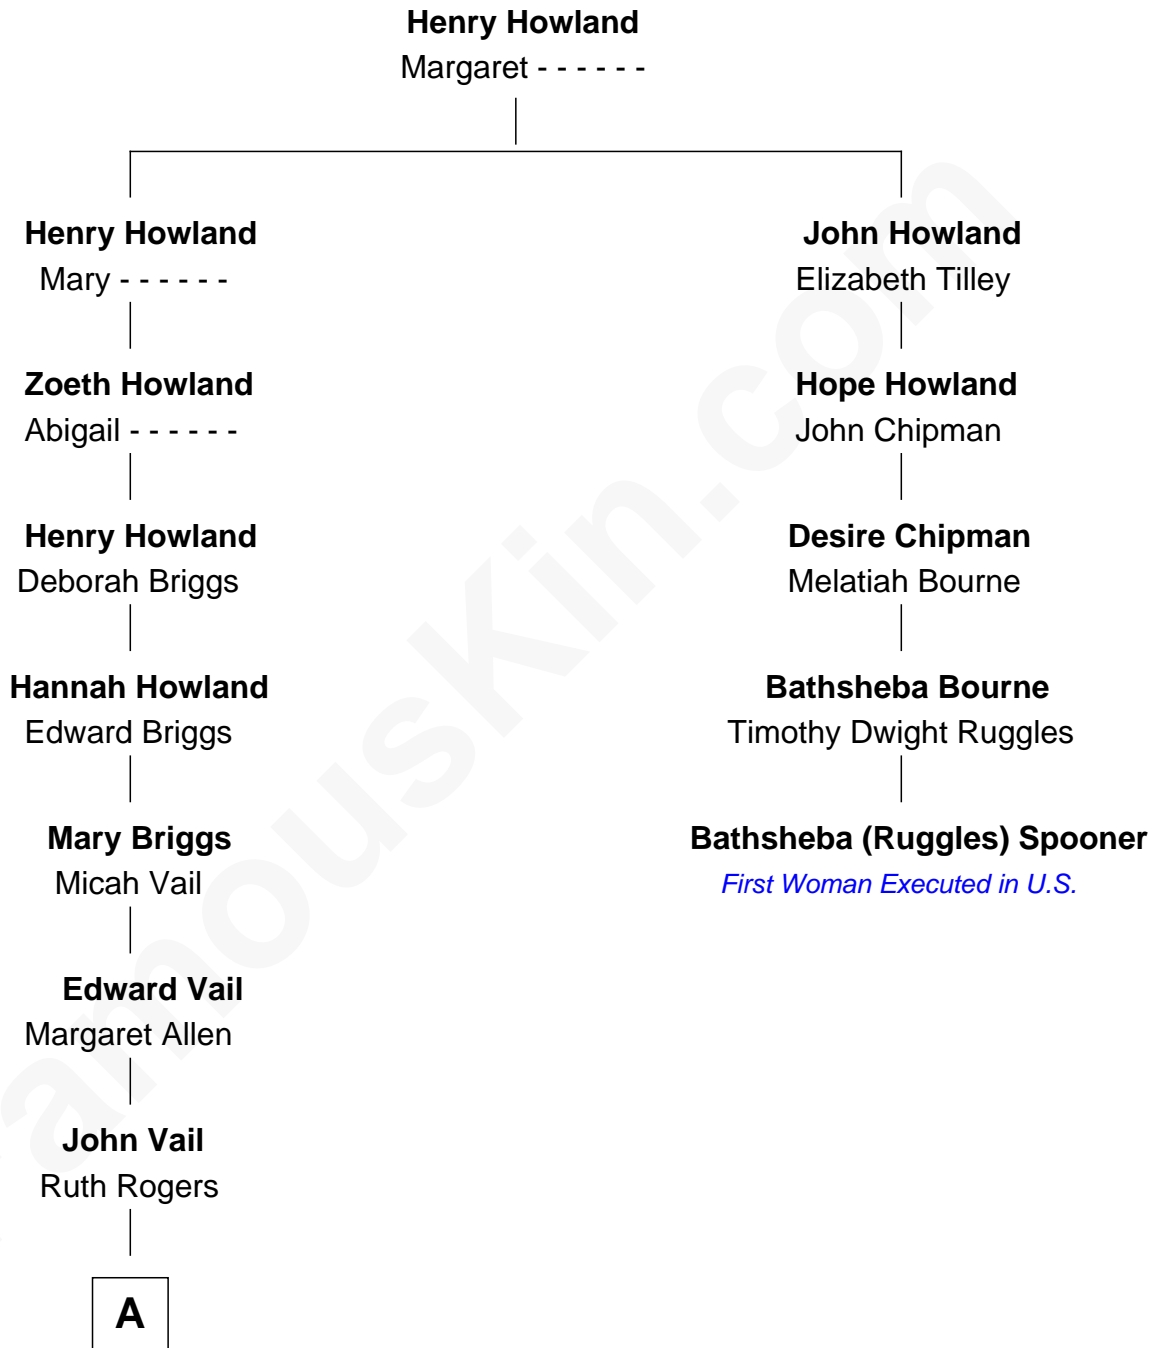 Henry Howland
Margaret - - - - - -
Henry Howland
Mary - - - - - -
John Howland
Elizabeth Tilley
Zoeth Howland
Abigail - - - - - -
Hope Howland
John Chipman
Henry Howland
Deborah Briggs
Desire Chipman
Melatiah Bourne
Hannah Howland
Edward Briggs
Bathsheba Bourne
Timothy Dwight Ruggles
Mary Briggs
Micah Vail
Bathsheba (Ruggles) Spooner
First Woman Executed in U.S.
Edward Vail
Margaret Allen
John Vail
Ruth Rogers
A
amouskin.com